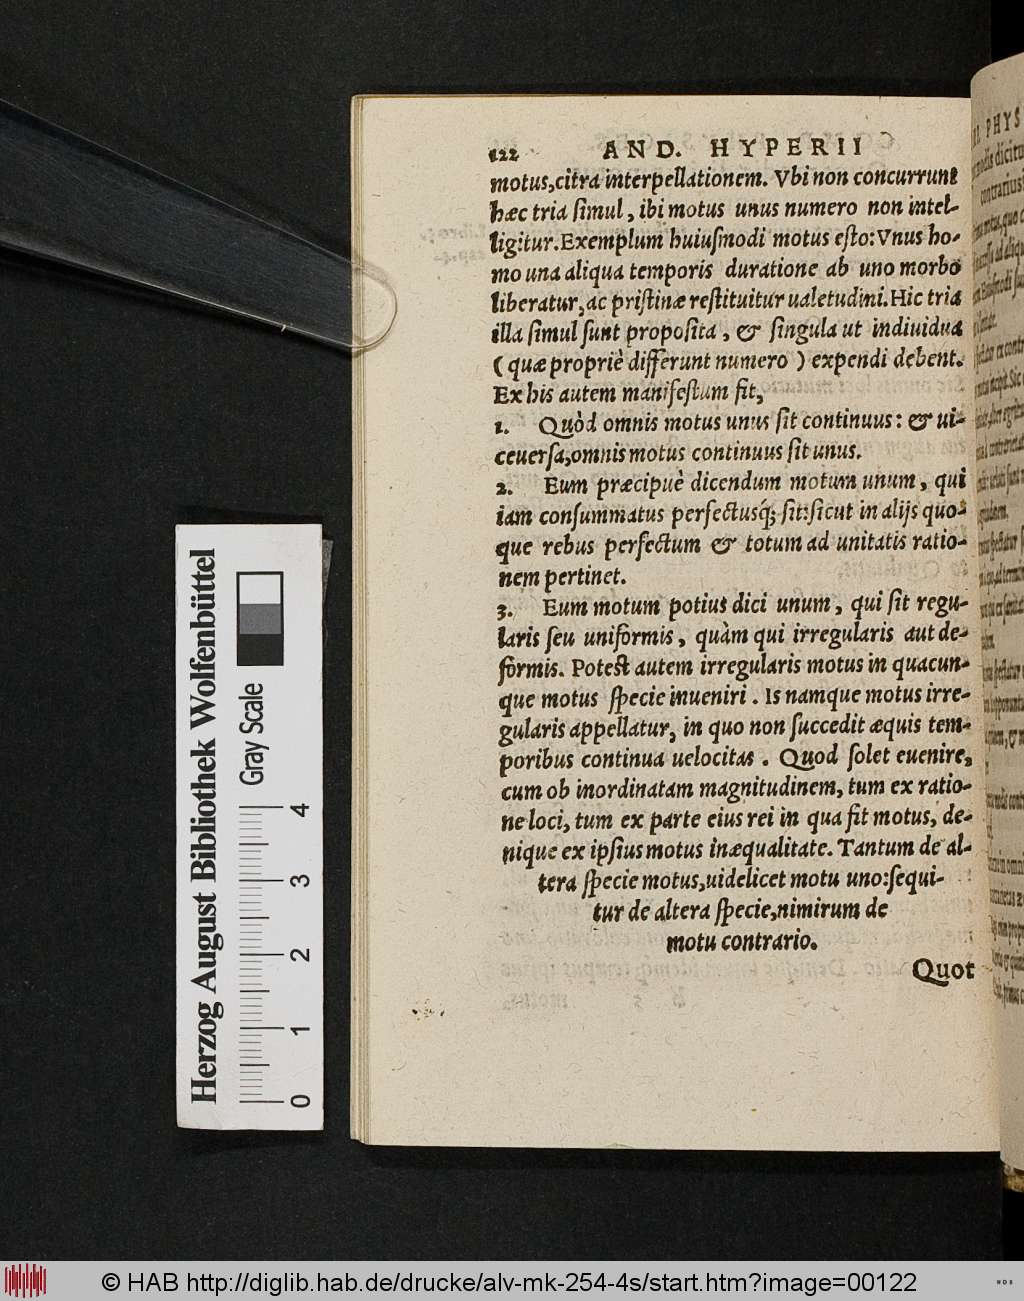 122 AND. HYPERII
motus,citra interpellationem. Vbi non concurrunt
hæc tria ſimul, ibi motus unus numero non intel-
ligitur. Exemplum huiuſmodi motus eſto: Vnus ho-
mo una aliqua temporis duratione ab uno morbo
liberatur, ac priſtinæ reſtituitur ualetudini. Hic tria
illa ſimul ſunt propoſita, & ſingula ut indiuidua
(quæ propriè differunt numero) expendi debent.
Ex his autem manifeſtum fit,
1. Quòd omnis motus unus ſit continuus: & ui-
ceuerſa, omnis motus continuus ſit unus.
2. Eum præcipuè dicendum motum unum, qui
iam conſummatus perfectusq́; ſit: ſicut in alijs quo-
que rebus perfectum & totum ad unitatis ratio-
nem pertinet.
3. Eum motum potius dici unum, qui ſit regu-
laris ſeu uniformis, quàm qui irregularis aut de-
formis. Poteſt autem irregularis motus in quacun-
que motus ſpecie inueniri. Is namque motus irre-
gularis appellatur, in quo non ſuccedit æquis tem-
poribus continua uelocitas. Quod ſolet euenire,
cum ob inordinatam magnitudinem, tum ex ratio-
ne loci, tum ex parte eius rei in qua fit motus, de-
nique ex ipſius motus inæqualitate. Tantum de al-
tera ſpecie motus, uidelicet motu uno: ſequi-
tur de altera ſpecie, nimirum de
motu contrario.
Quot
Herzog August Bibliothek Wolfenbüttel
Gray Scale
0 1 2 3 4
© HAB http://diglib.hab.de/drucke/alv-mk-254-4s/start.htm?image=00122